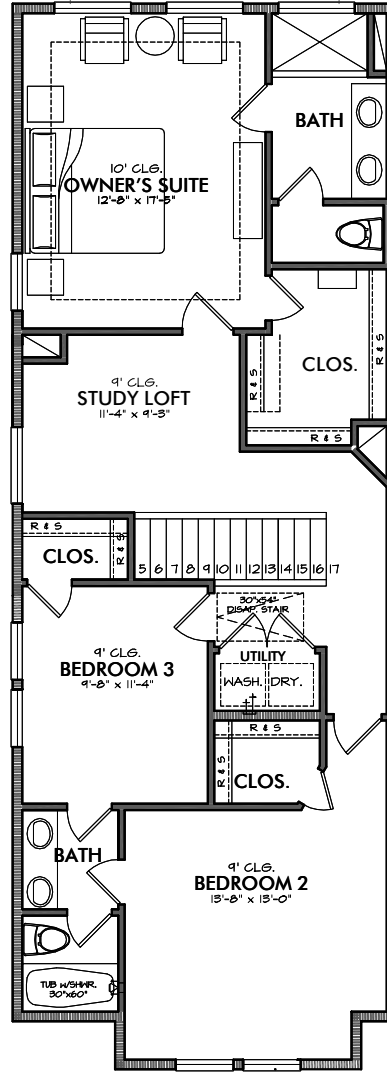 BATH
10' CLG.
OWNER'S SUITE
12'-8" x 17'-5"
R & S
CLOS.
R & S
R & S
9' CLG.
STUDY LOFT
11'-4" x 9'-3"
R & S
R & S
CLOS.
5 6 7 8 9 10 11 12 13 14 15 16 17
30"x54"
DISAP. STAIR
UTILITY
WASH. DRY.
9' CLG.
BEDROOM 3
9'-8" x 11'-4"
R & S
R & S
CLOS.
BATH
9' CLG.
BEDROOM 2
13'-8" x 13'-0"
TUB W/SHWR.
30"x60"